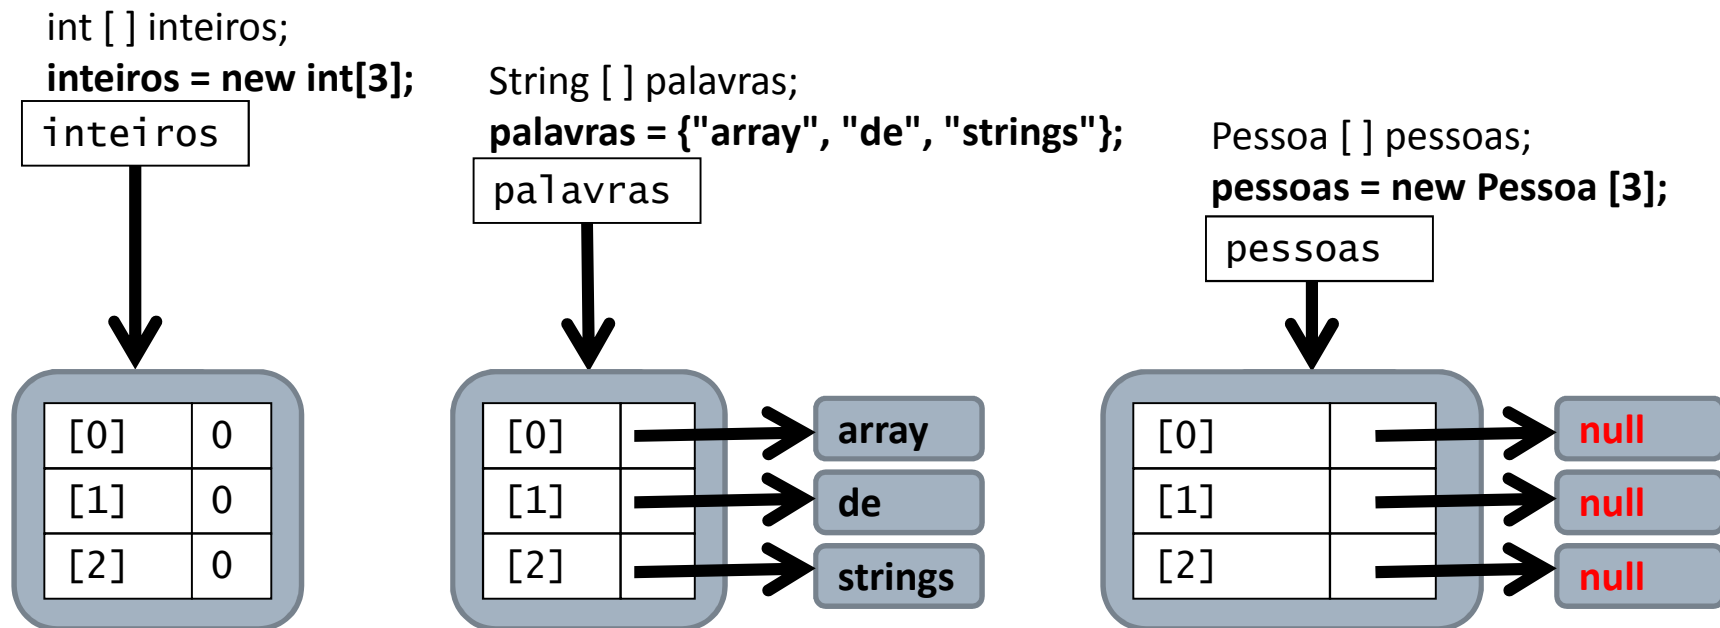 int [ ] inteiros;
inteiros = new int[3];
inteiros
[0] 0
[1] 0
[2] 0
String [ ] palavras;
palavras = {"array", "de", "strings"};
palavras
[0] array
[1] de
[2] strings
Pessoa [ ] pessoas;
pessoas = new Pessoa [3];
pessoas
[0] null
[1] null
[2] null